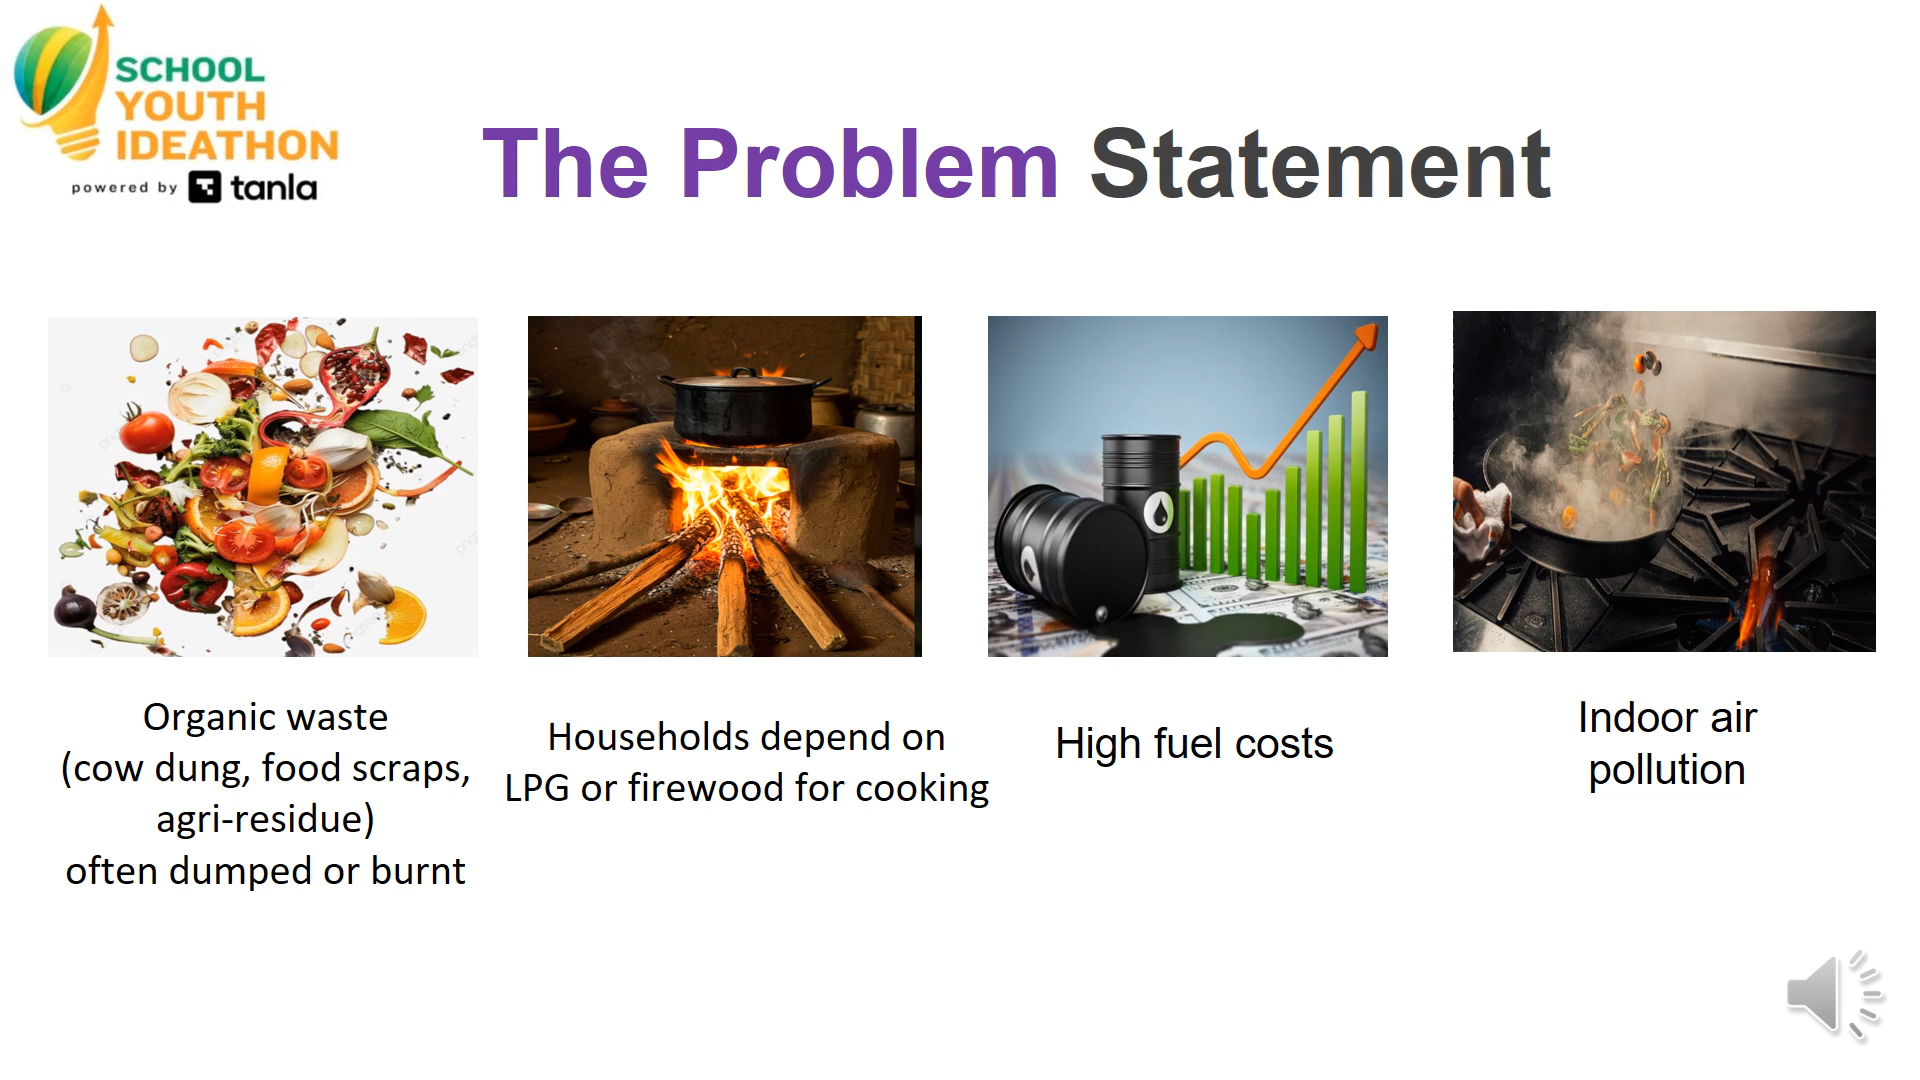 SCHOOL
YOUTH
IDEATHON
powered by tanla
The Problem Statement
Organic waste
(cow dung, food scraps,
agri-residue)
often dumped or burnt
Households depend on
LPG or firewood for cooking
High fuel costs
Indoor air
pollution